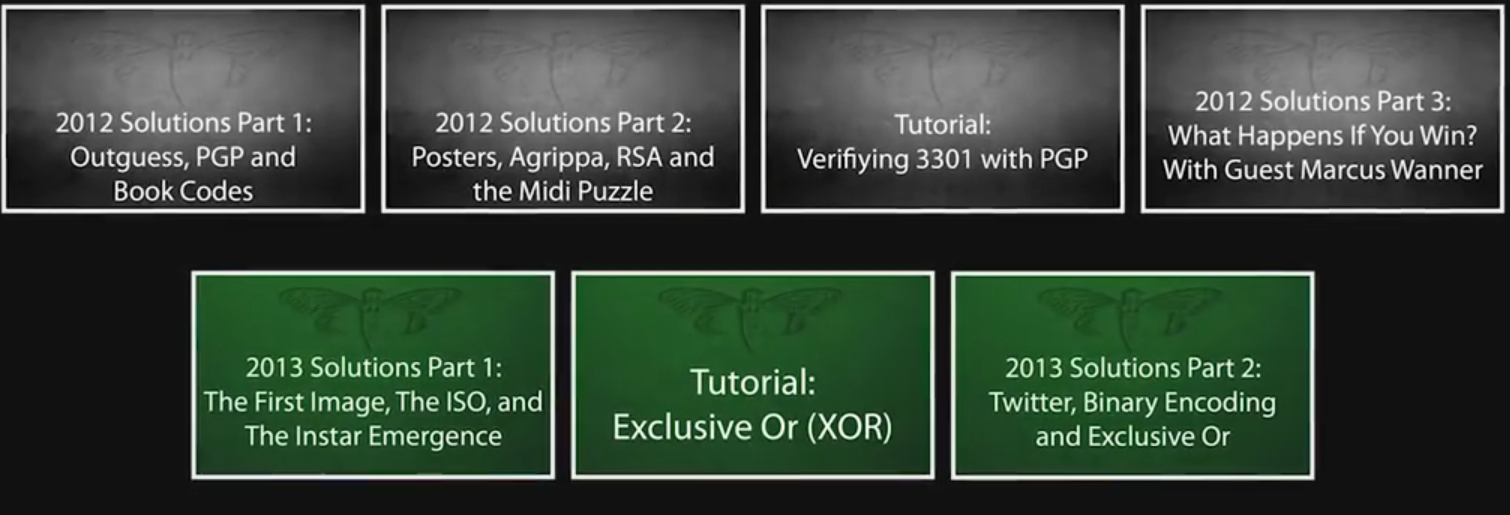 2012 Solutions Part 1:
Outguess, PGP and
Book Codes
2012 Solutions Part 2:
Posters, Agrippa, RSA and
the Midi Puzzle
Tutorial:
Verifiying 3301 with PGP
2012 Solutions Part 3:
What Happens If You Win?
With Guest Marcus Wanner
2013 Solutions Part 1:
The First Image, The ISO, and
The Instar Emergence
Tutorial:
Exclusive Or (XOR)
2013 Solutions Part 2:
Twitter, Binary Encoding
and Exclusive Or